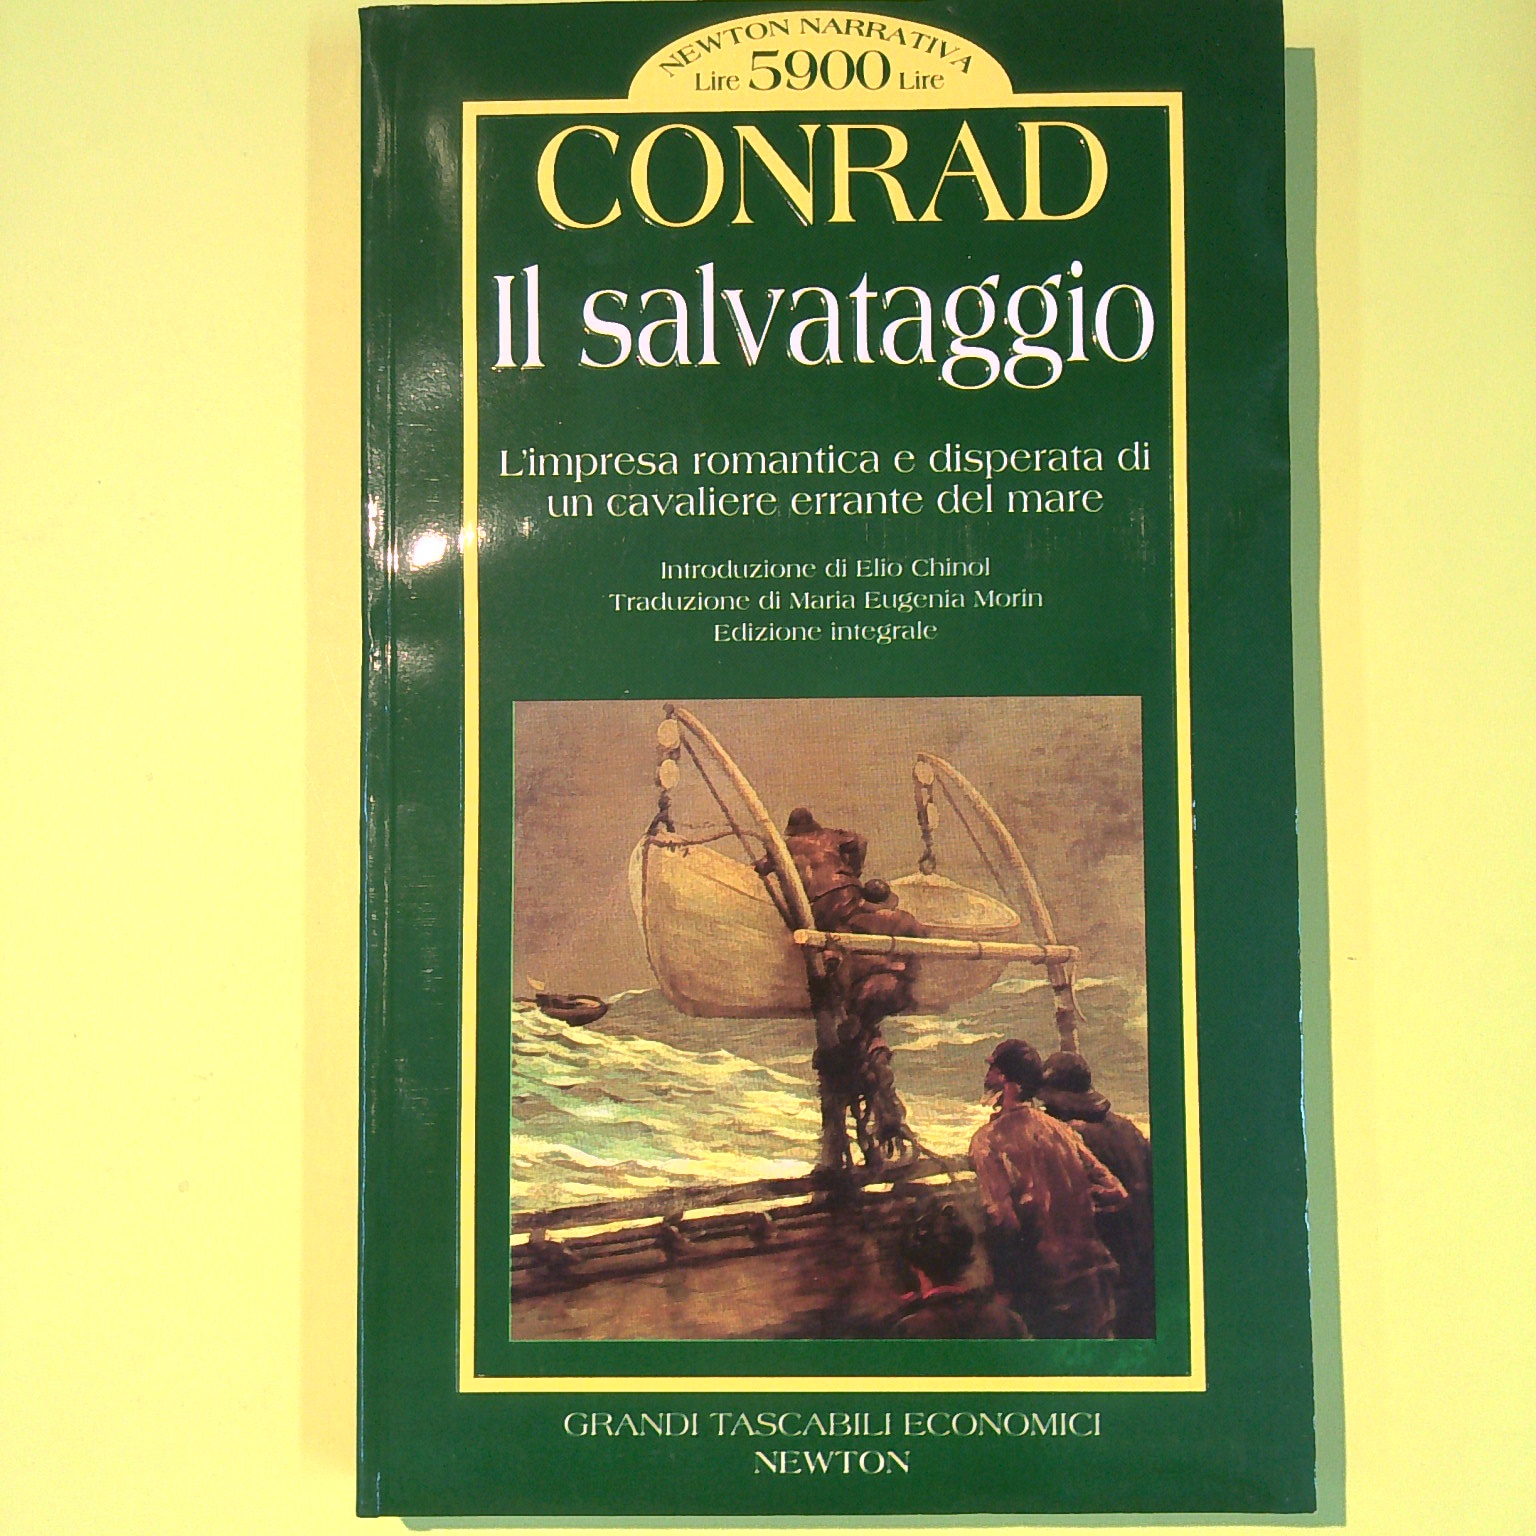 NEWTON NARRATIVA
Lire 5900 Lire
CONRAD
Il salvataggio
L'impresa romantica e disperata di
un cavaliere errante del mare
Introduzione di Elio Chinol
Traduzione di Maria Eugenia Morin
Edizione integrale
GRANDI TASCABILI ECONOMICI
NEWTON